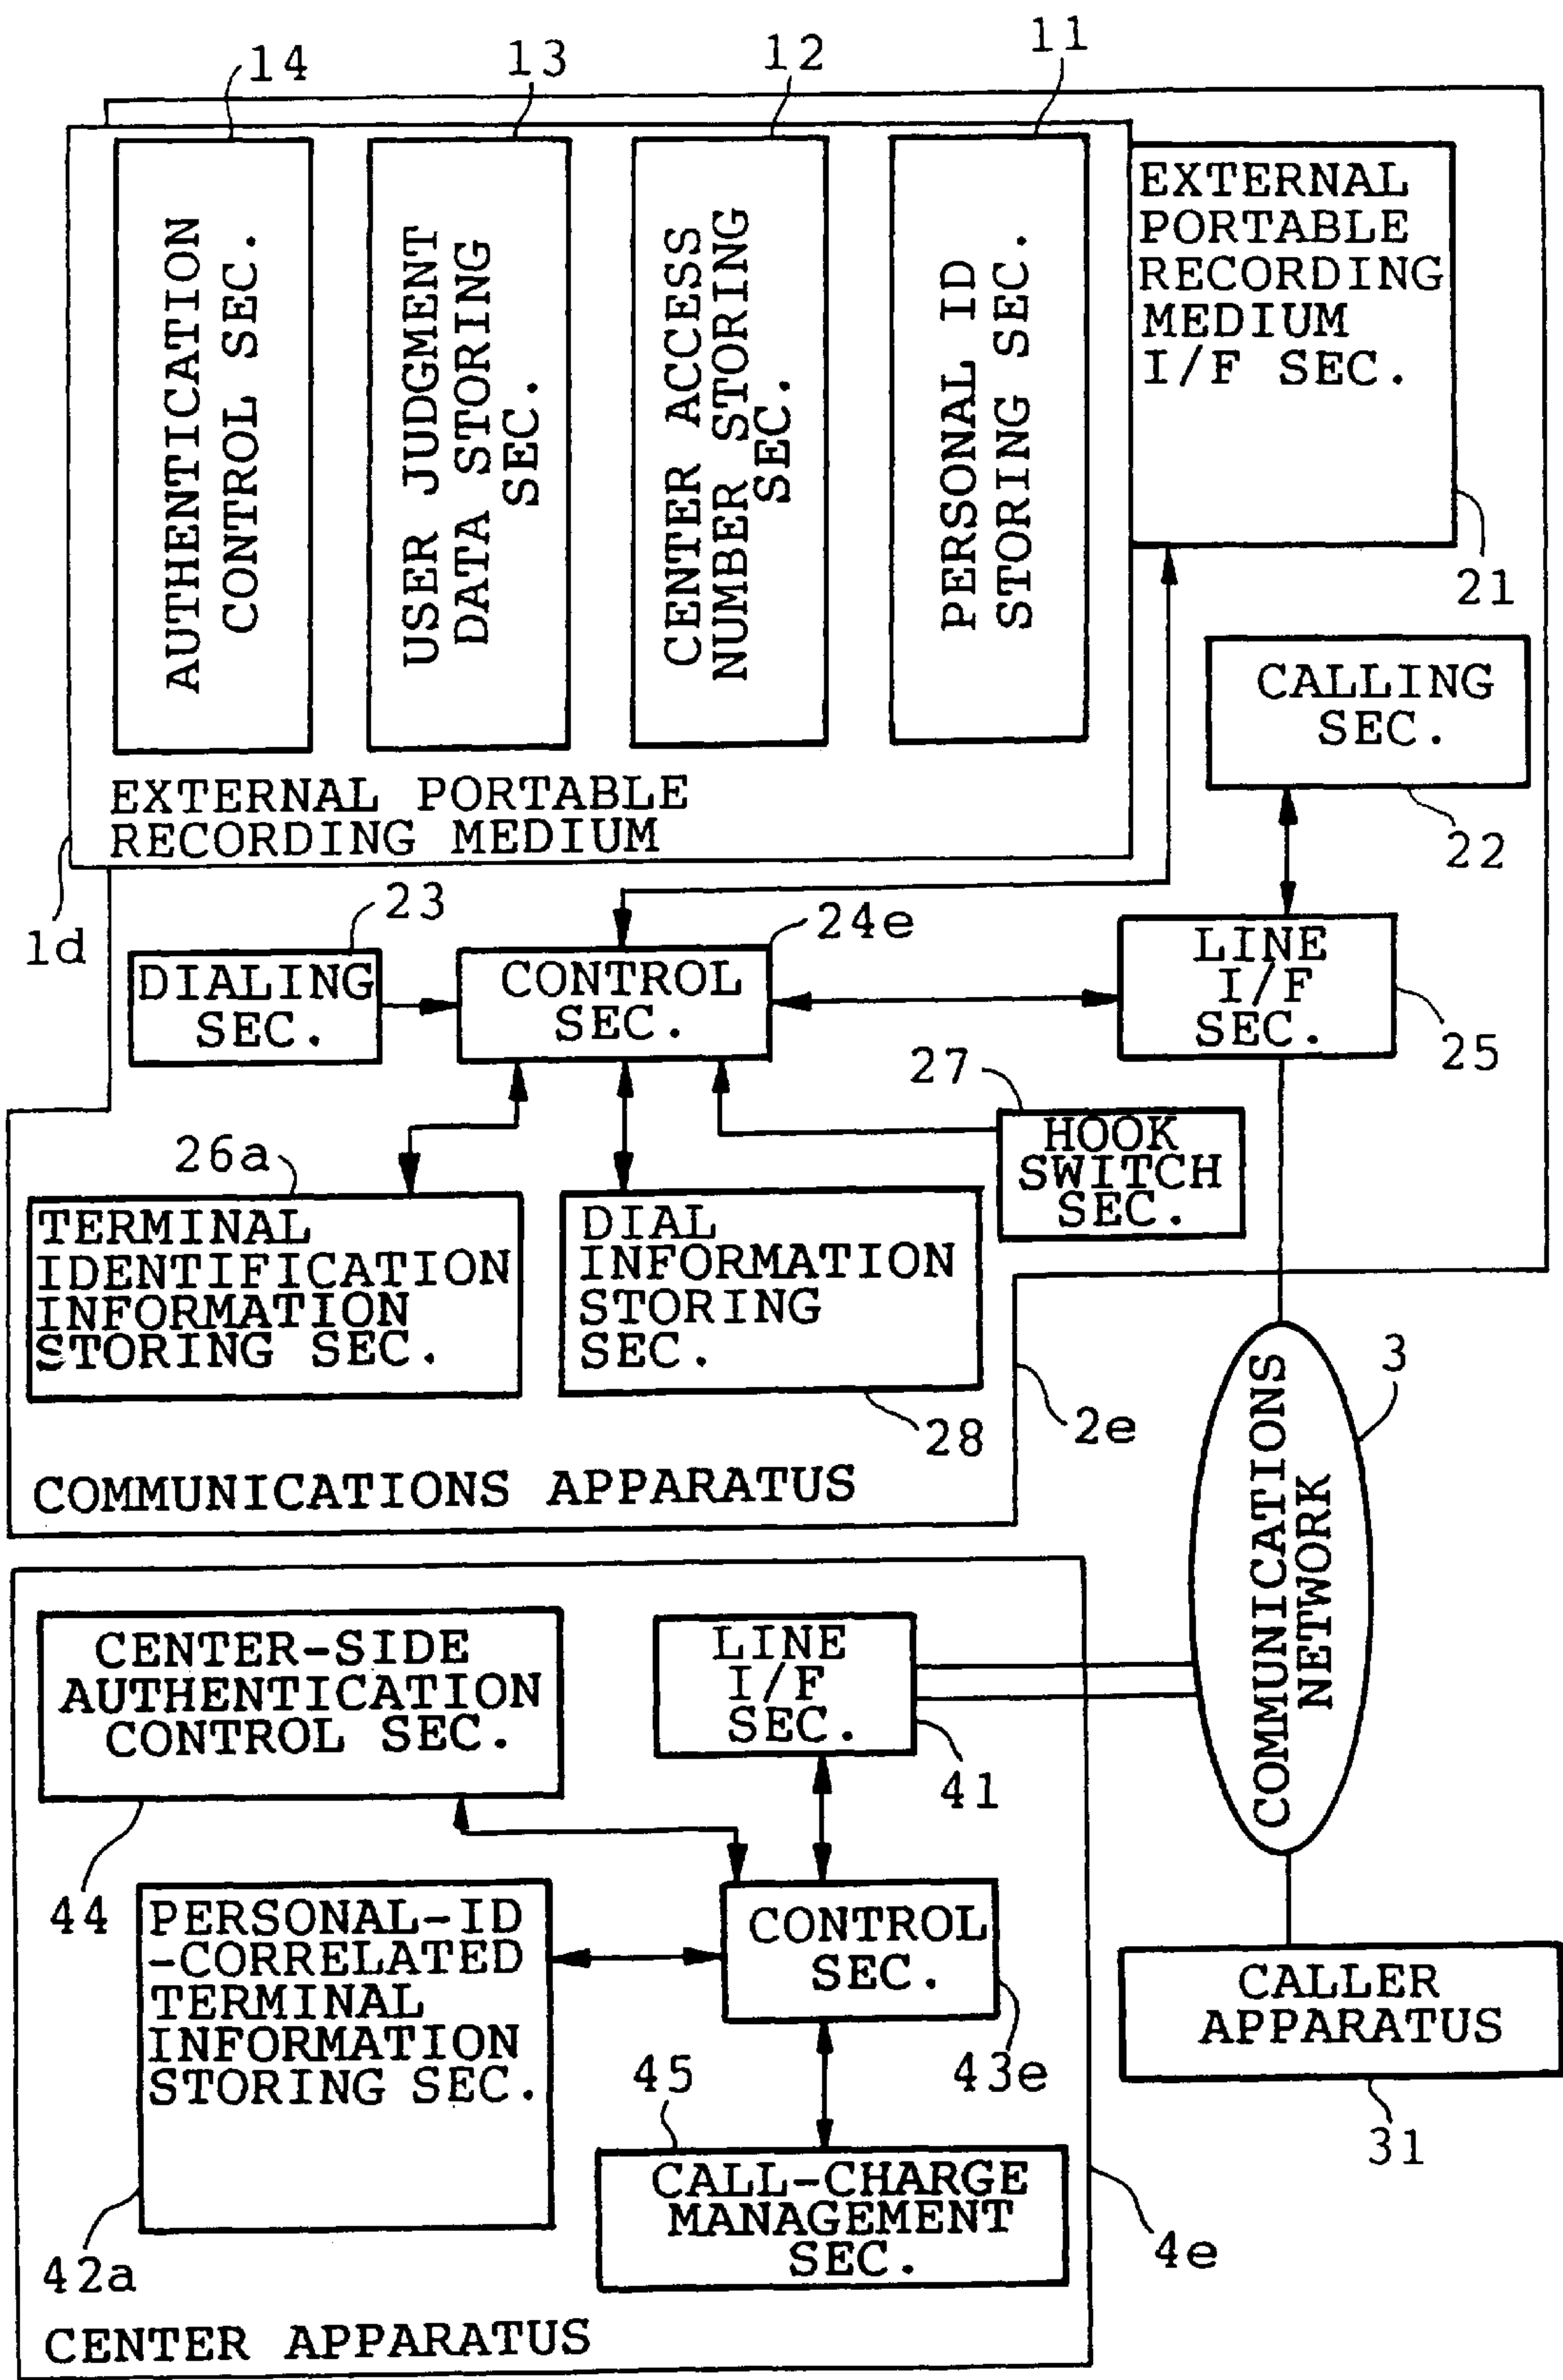 14
13
12
11
AUTHENTICATION
CONTROL SEC.
USER JUDGMENT
DATA STORING
SEC.
CENTER ACCESS
NUMBER STORING
SEC.
PERSONAL ID
STORING SEC.
EXTERNAL
PORTABLE
RECORDING
MEDIUM
I/F SEC.
21
CALLING
SEC.
22
EXTERNAL PORTABLE
RECORDING MEDIUM
1d
23
24e
DIALING
SEC.
CONTROL
SEC.
LINE
I/F
SEC.
25
27
HOOK
SWITCH
SEC.
26a
TERMINAL
IDENTIFICATION
INFORMATION
STORING SEC.
DIAL
INFORMATION
STORING
SEC.
28
2e
COMMUNICATIONS APPARATUS
3
COMMUNICATIONS
NETWORK
CENTER-SIDE
AUTHENTICATION
CONTROL SEC.
LINE
I/F
SEC.
41
44
PERSONAL-ID
-CORRELATED
TERMINAL
INFORMATION
STORING SEC.
CONTROL
SEC.
43e
CALLER
APPARATUS
31
45
CALL-CHARGE
MANAGEMENT
SEC.
4e
42a
CENTER APPARATUS